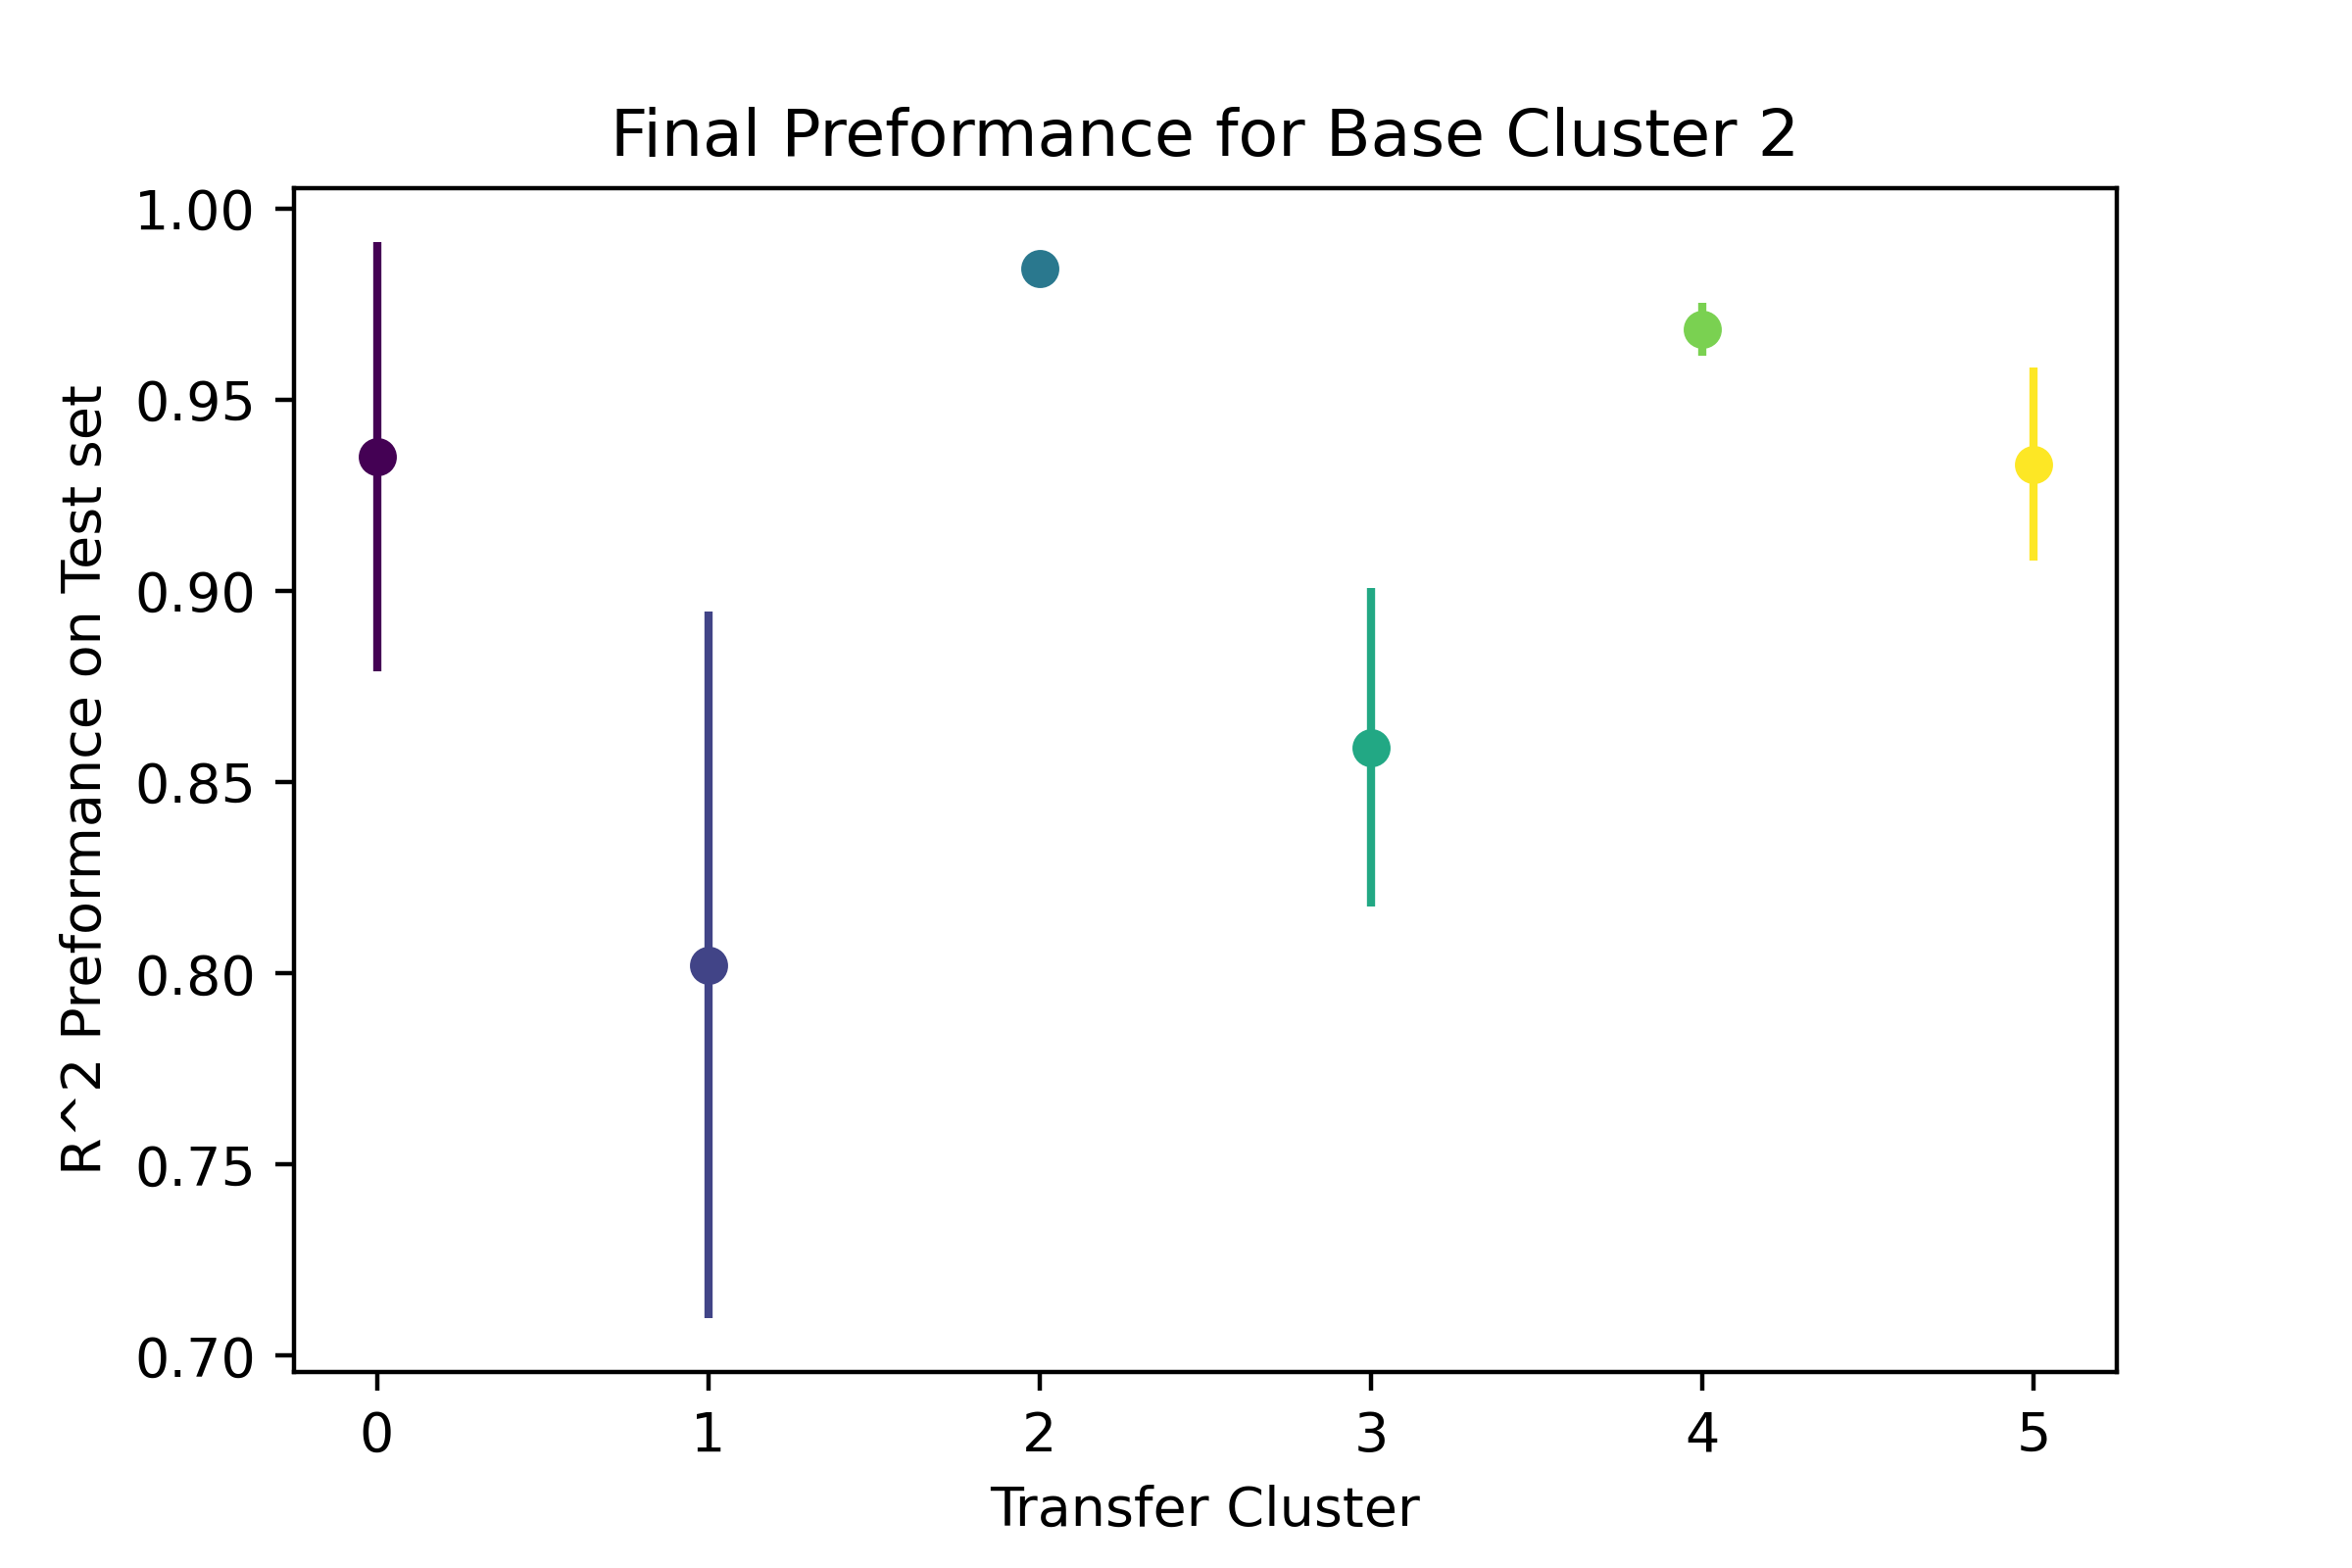 Final Preformance for Base Cluster 2
R^2 Preformance on Test set
1.00
0.95
0.90
0.85
0.80
0.75
0.70
0 1 2 3 4 5
Transfer Cluster